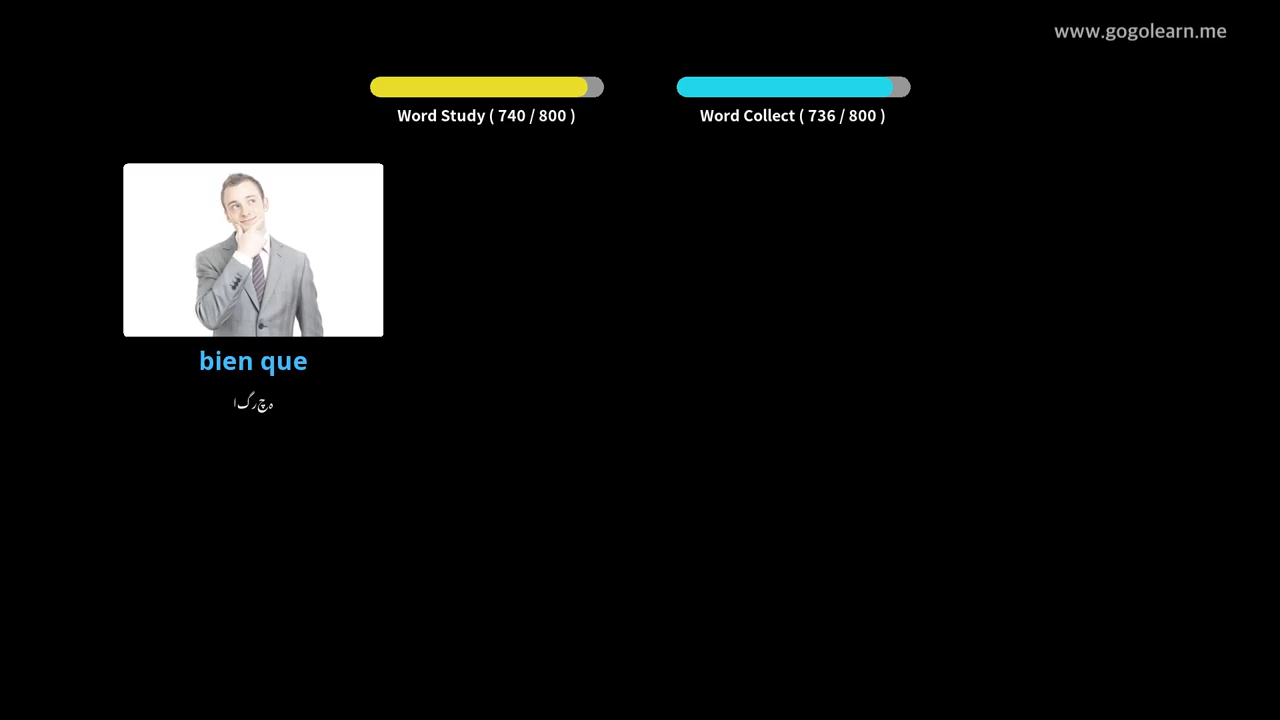 www.gogolearn.me
Word Study ( 740 / 800 )
Word Collect ( 736 / 800 )
bien que
اگرچہ